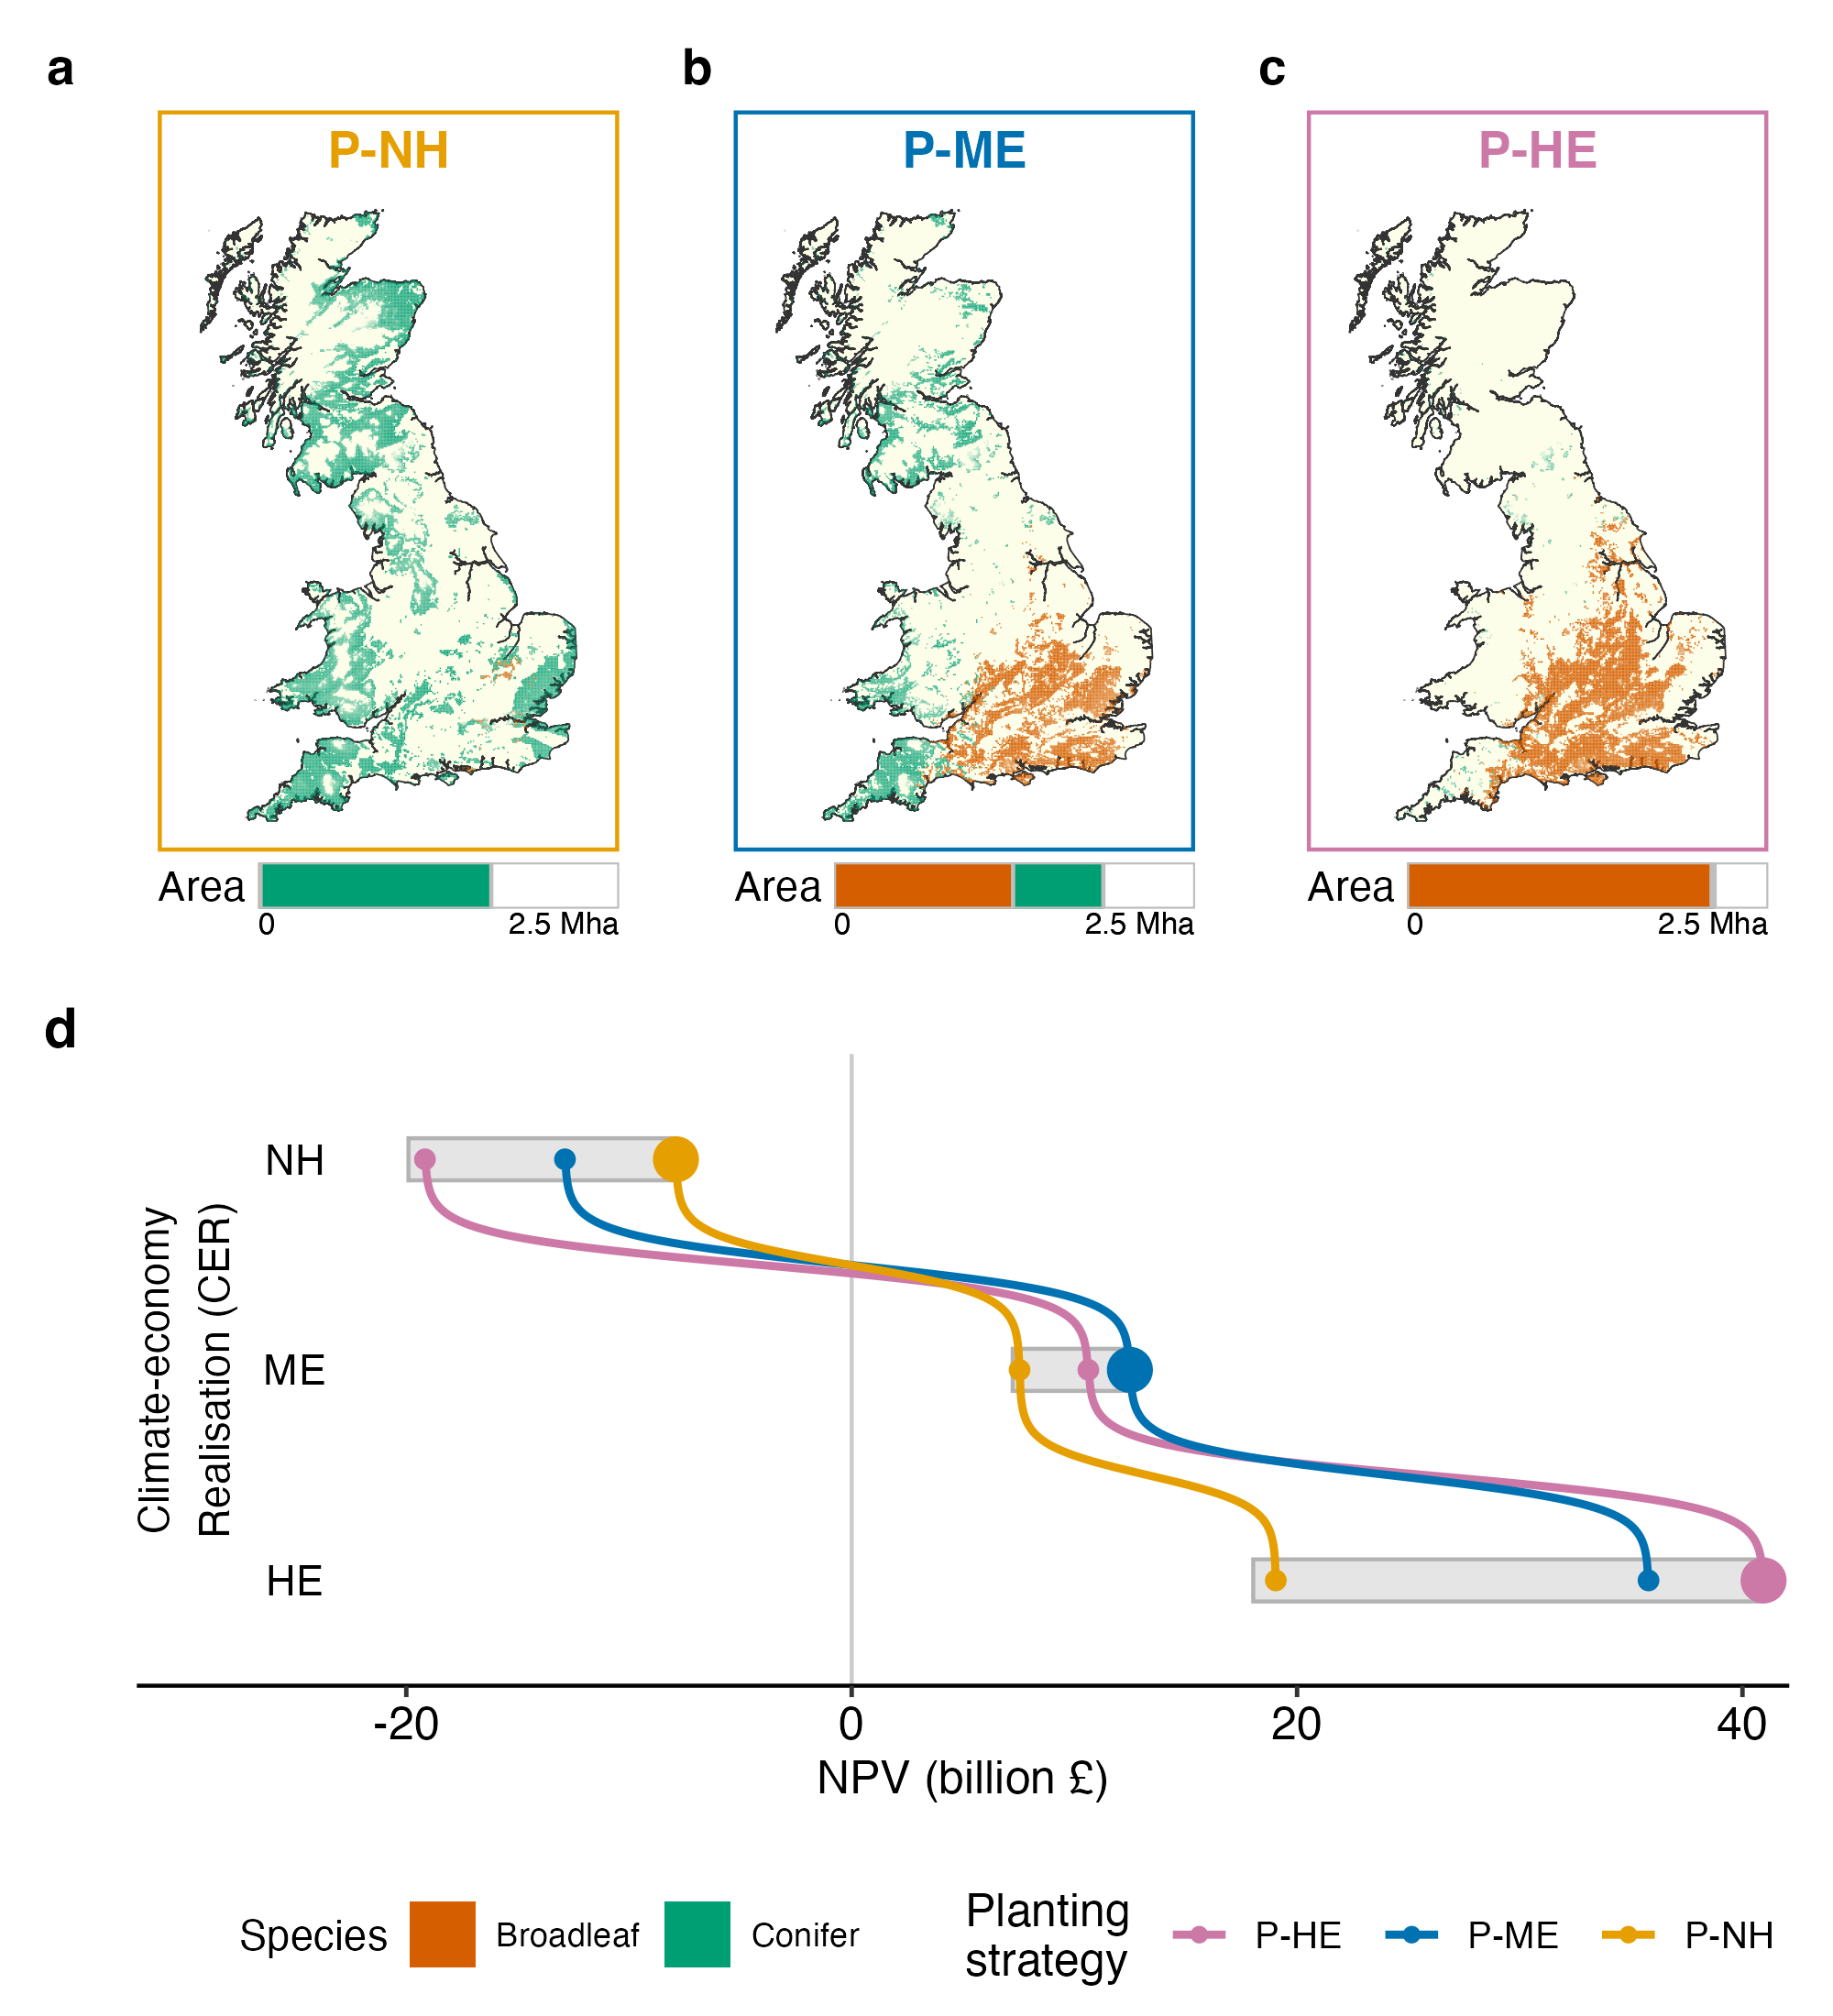 a
b
c
P-NH
P-ME
P-HE
Area
0
2.5 Mha
Area
0
2.5 Mha
Area
0
2.5 Mha
d
Climate-economy
Realisation (CER)
NH
ME
HE
-20
0
20
40
NPV (billion £)
Species
Broadleaf
Conifer
Planting
strategy
P-HE
P-ME
P-NH